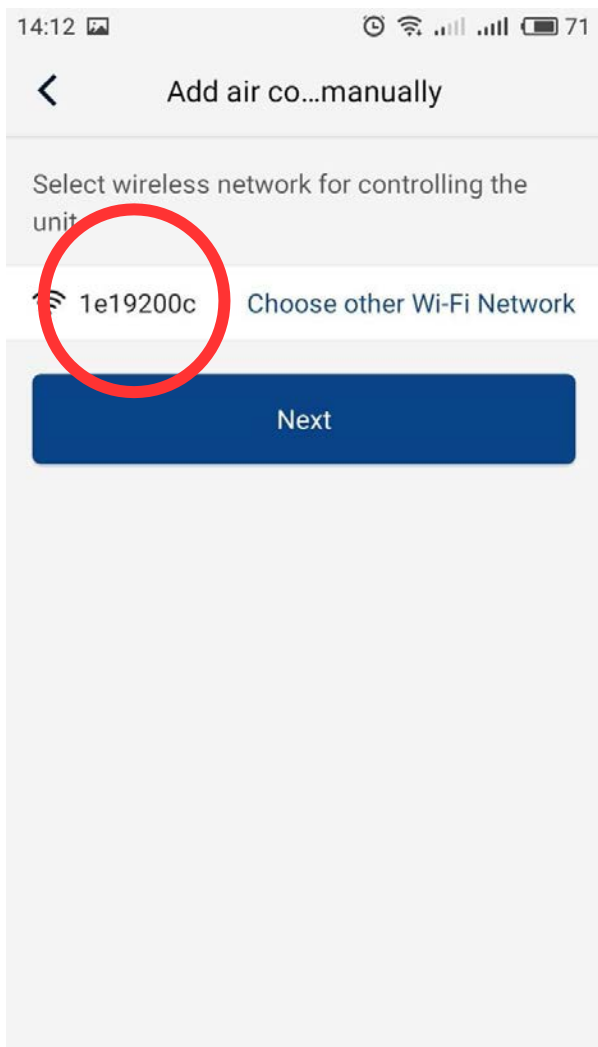 14:12 71
Add air co...manually
Select wireless network for controlling the
unit
1e19200c Choose other Wi-Fi Network
Next